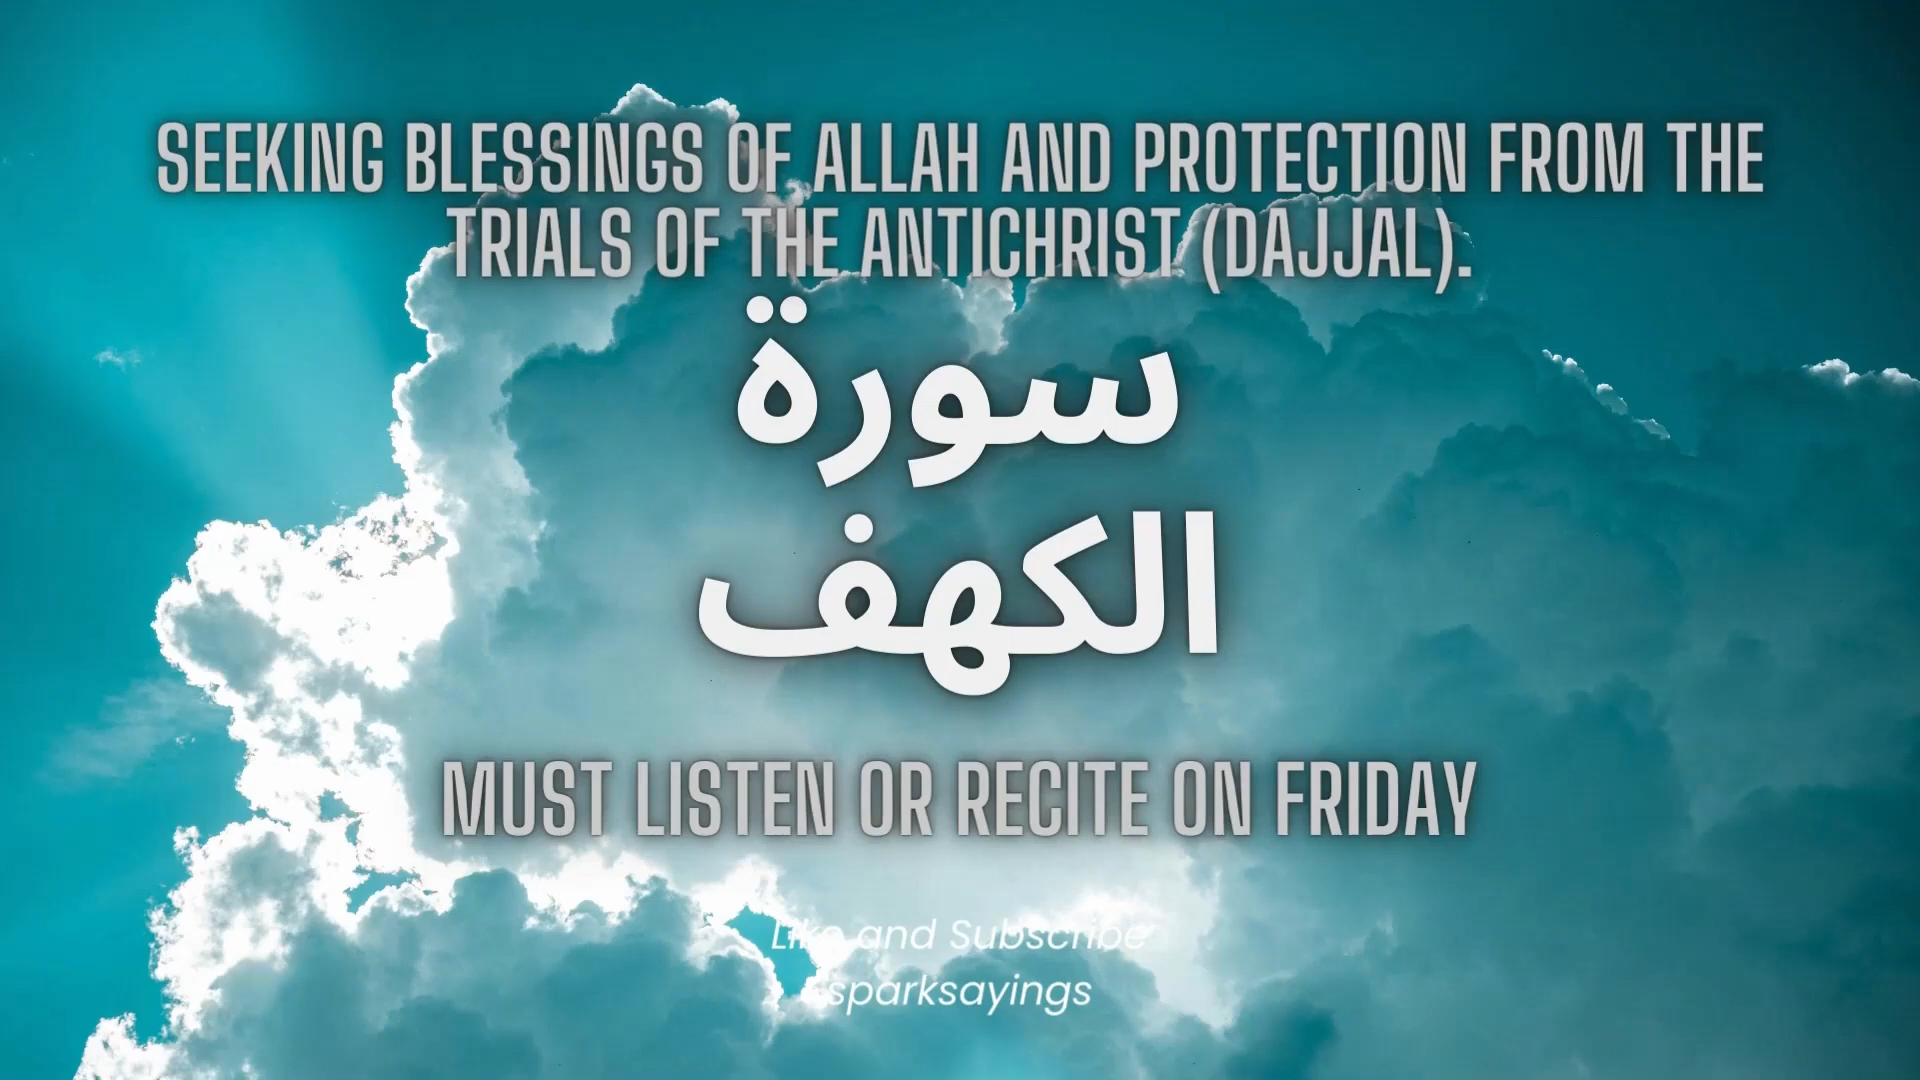 SEEKING BLESSINGS OF ALLAH AND PROTECTION FROM THE
TRIALS OF THE ANTICHRIST (DAJJAL).
سورة
الكهف
MUST LISTEN OR RECITE ON FRIDAY
Like and Subscribe
sparksayings